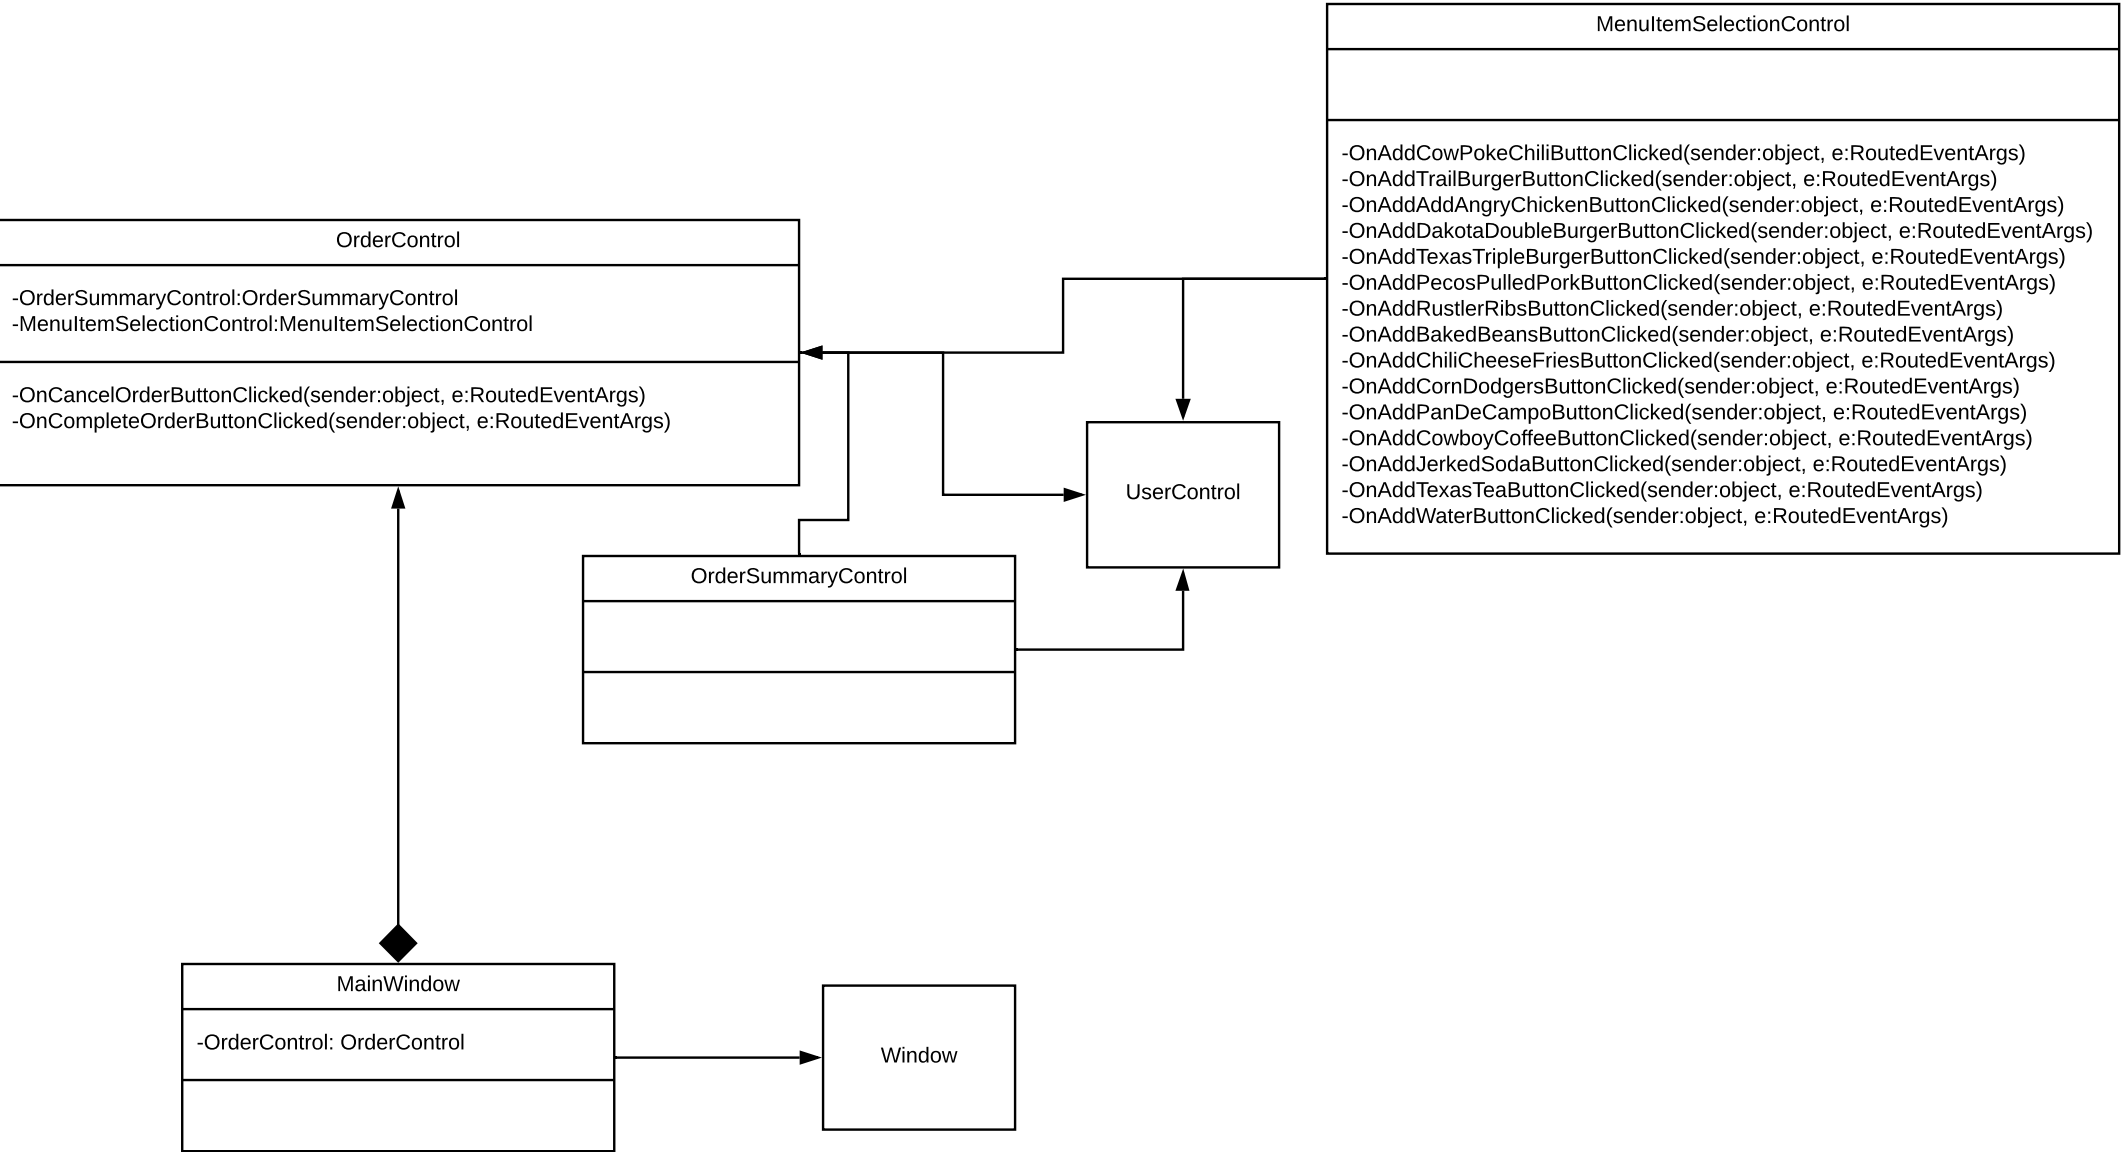 MenuItemSelectionControl
-OnAddCowPokeChiliButtonClicked(sender:object, e:RoutedEventArgs)
-OnAddTrailBurgerButtonClicked(sender:object, e:RoutedEventArgs)
-OnAddAddAngryChickenButtonClicked(sender:object, e:RoutedEventArgs)
-OnAddDakotaDoubleBurgerButtonClicked(sender:object, e:RoutedEventArgs)
-OnAddTexasTripleBurgerButtonClicked(sender:object, e:RoutedEventArgs)
-OnAddPecosPulledPorkButtonClicked(sender:object, e:RoutedEventArgs)
-OnAddRustlerRibsButtonClicked(sender:object, e:RoutedEventArgs)
-OnAddBakedBeansButtonClicked(sender:object, e:RoutedEventArgs)
-OnAddChiliCheeseFriesButtonClicked(sender:object, e:RoutedEventArgs)
-OnAddCornDodgersButtonClicked(sender:object, e:RoutedEventArgs)
-OnAddPanDeCampoButtonClicked(sender:object, e:RoutedEventArgs)
-OnAddCowboyCoffeeButtonClicked(sender:object, e:RoutedEventArgs)
-OnAddJerkedSodaButtonClicked(sender:object, e:RoutedEventArgs)
-OnAddTexasTeaButtonClicked(sender:object, e:RoutedEventArgs)
-OnAddWaterButtonClicked(sender:object, e:RoutedEventArgs)
OrderControl
-OrderSummaryControl:OrderSummaryControl
-MenuItemSelectionControl:MenuItemSelectionControl
-OnCancelOrderButtonClicked(sender:object, e:RoutedEventArgs)
-OnCompleteOrderButtonClicked(sender:object, e:RoutedEventArgs)
UserControl
OrderSummaryControl
MainWindow
-OrderControl: OrderControl
Window